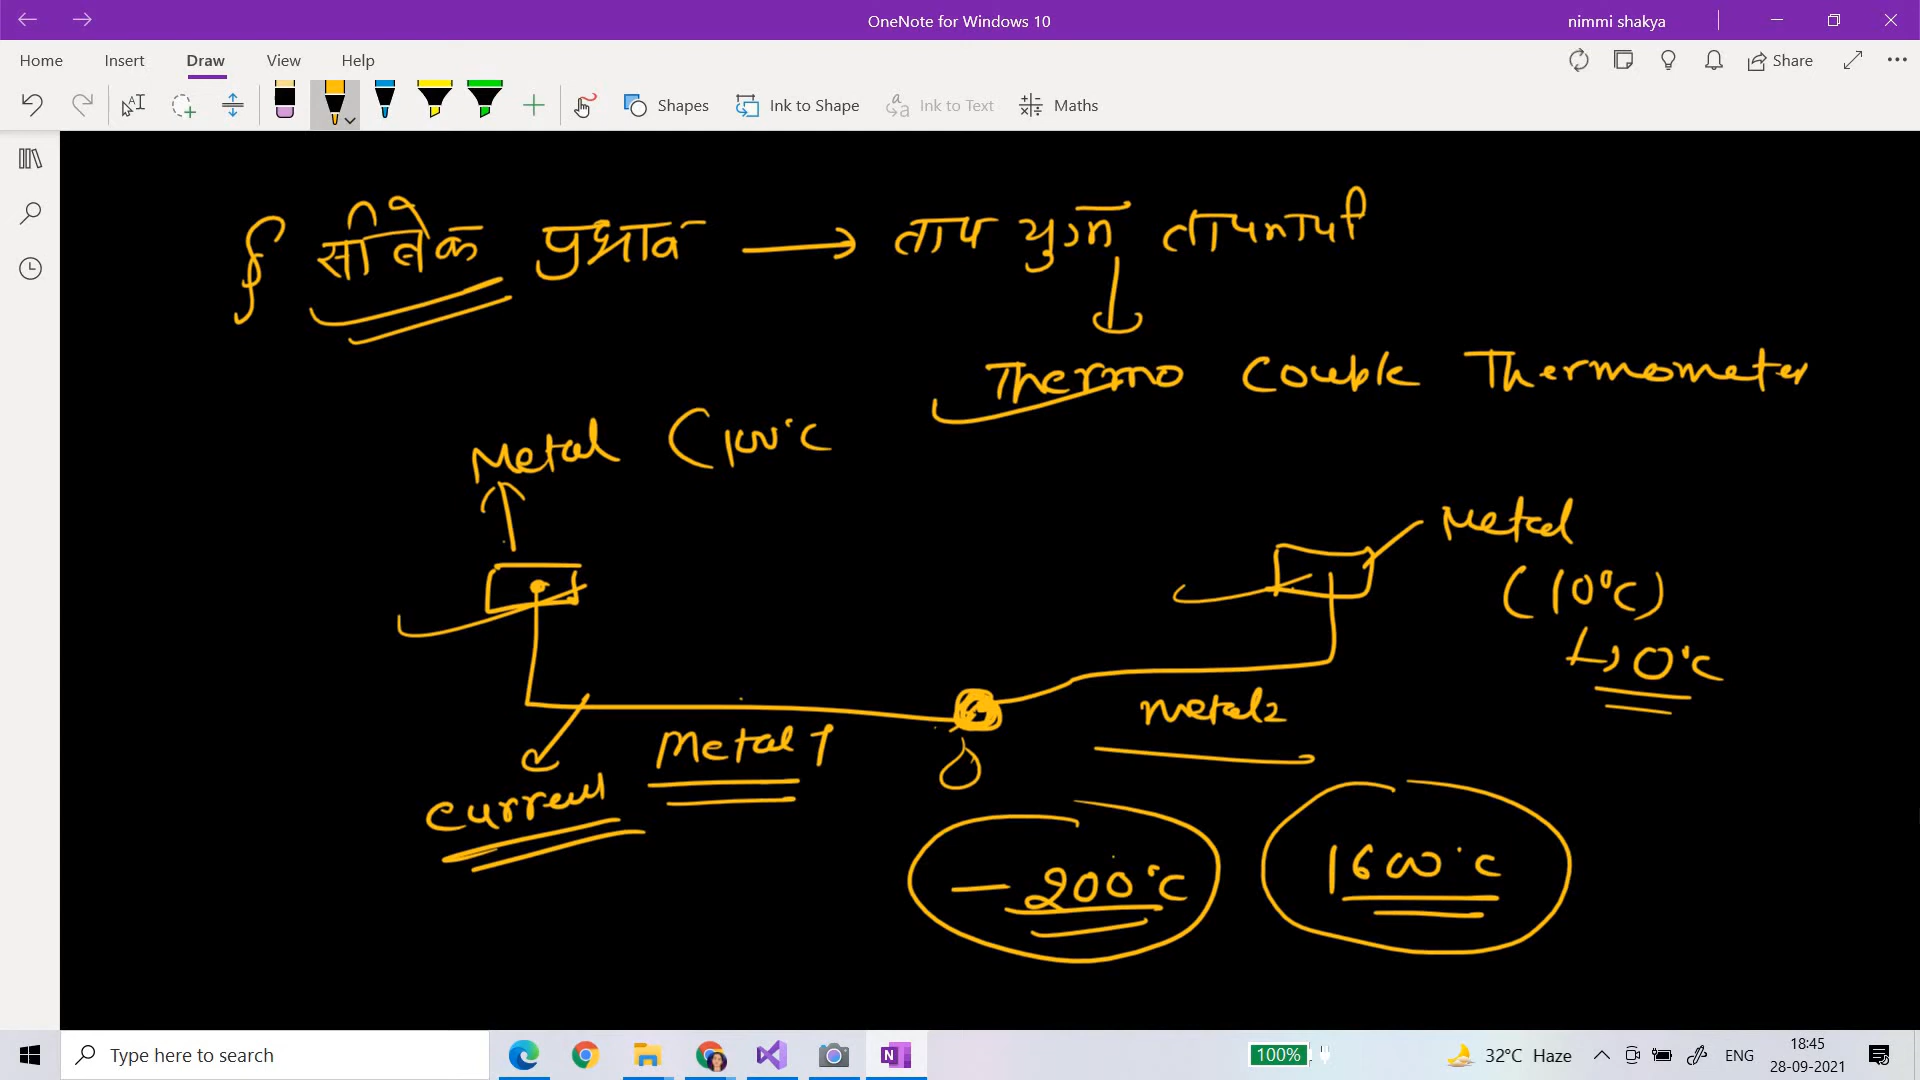 OneNote for Windows 10
nimmi shakya
Home Insert Draw View Help
Share
Shapes Ink to Shape Ink to Text Maths
सीबेक प्रभाव → ताप युग्म तापमापी
Thermo Couple Thermometer
Metal (100°C
Metal
(10°C)
↳ 0°C
Metal 1
Metal2
Current
- 200°C
1600°C
Type here to search
100%
32°C Haze
ENG
18:45
28-09-2021